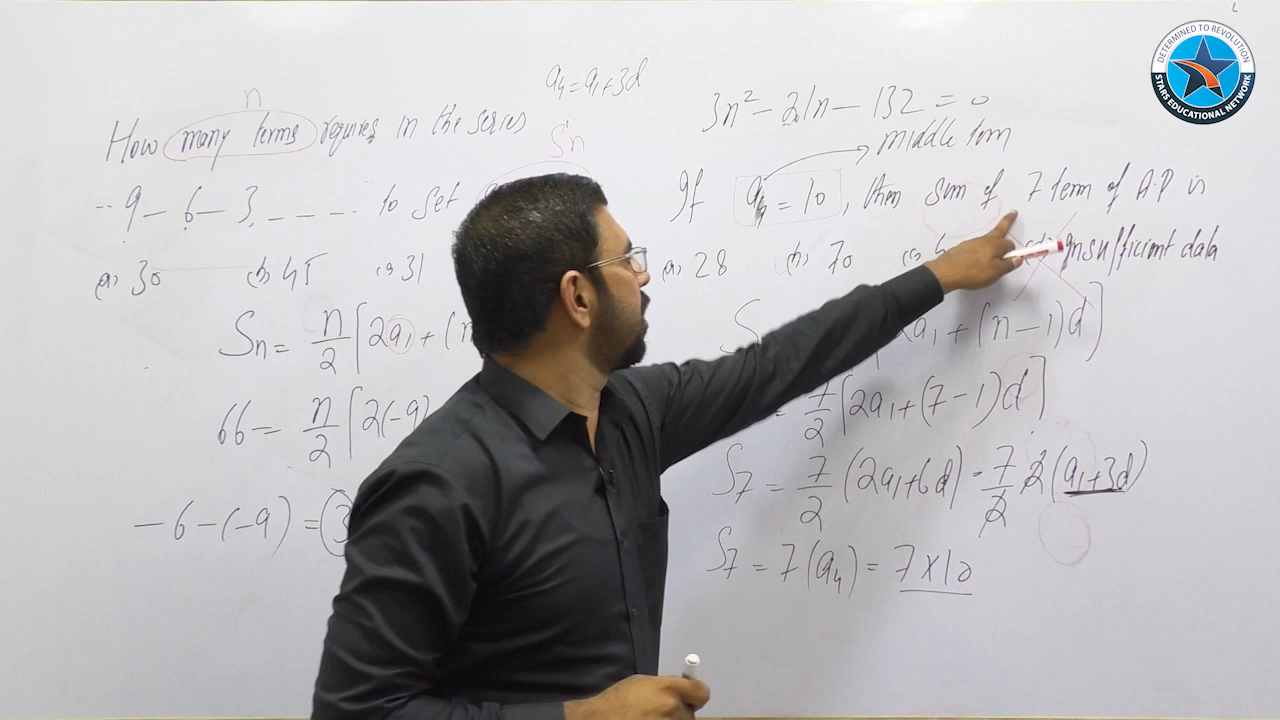 n
How many terms requires in the series
Sn
-9 - 6 - 3, - - - - to set
(a) 30 (b) 45 (c) 31
Sn = n/2 [2a₁ + (n
66 = n/2 [2(-9)
-6-(-9) = 3
a₄ = a₁+3d
3n² - 21n - 132 = 0
middle term
If a₄ = 10, then sum of 7 term of A.P is
(a) 28 (b) 70 (c) (d) Insufficient data
S 2a₁ + (n-1)d]
= 7/2 [2a₁+(7-1)d]
S₇ = 7/2 (2a₁+6d) = 7/2 2(a₁+3d)
S₇ = 7(a₄) = 7×10
DETERMINED TO REVOLUTION
STARS EDUCATIONAL NETWORK